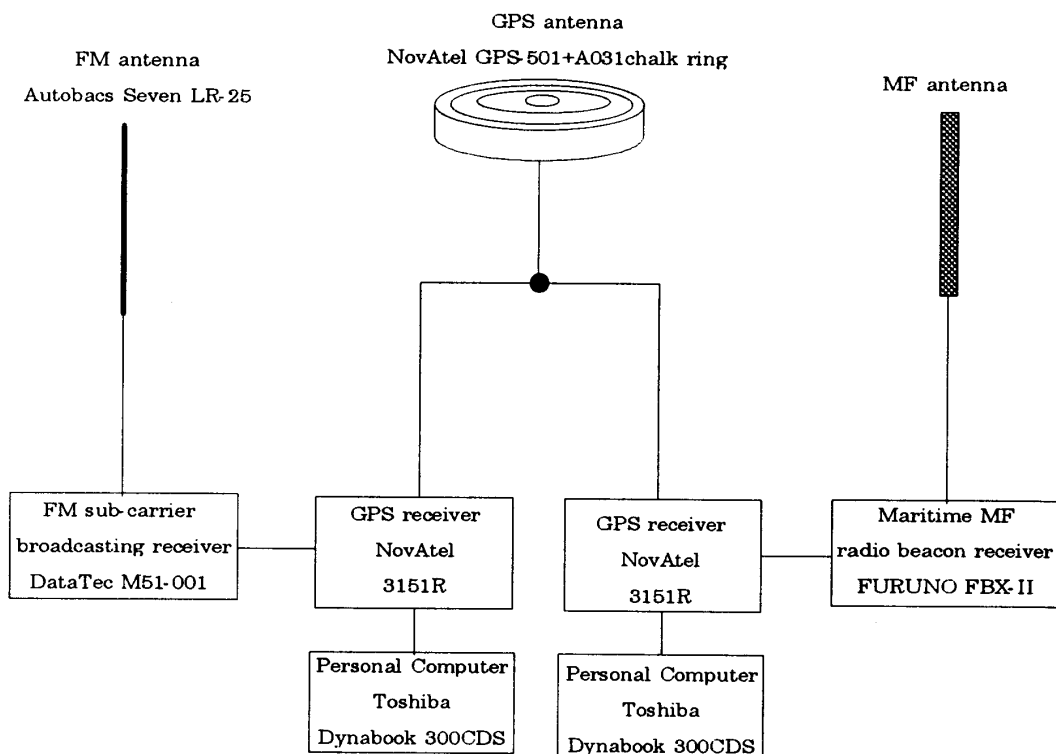 GPS antenna
NovAtel GPS-501+A031chalk ring
FM antenna
Autobacs Seven LR-25
MF antenna
FM sub-carrier
broadcasting receiver
DataTec M51-001
GPS receiver
NovAtel
3151R
GPS receiver
NovAtel
3151R
Maritime MF
radio beacon receiver
FURUNO FBX-II
Personal Computer
Toshiba
Dynabook 300CDS
Personal Computer
Toshiba
Dynabook 300CDS